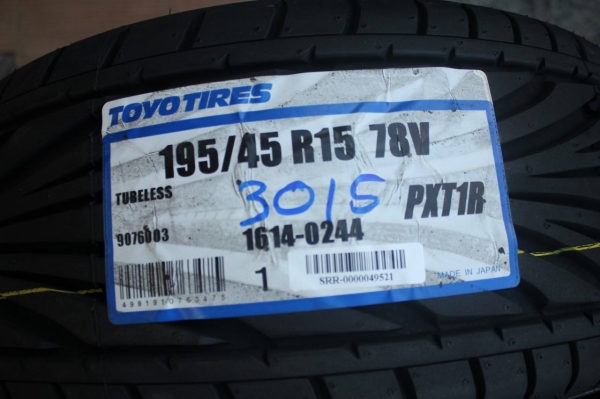 TOYO TIRES
195/45 R15 78V
TUBELESS
3015
PXT1R
9076003
1614-0244
1
SRR-0000049521
MADE IN JAPAN